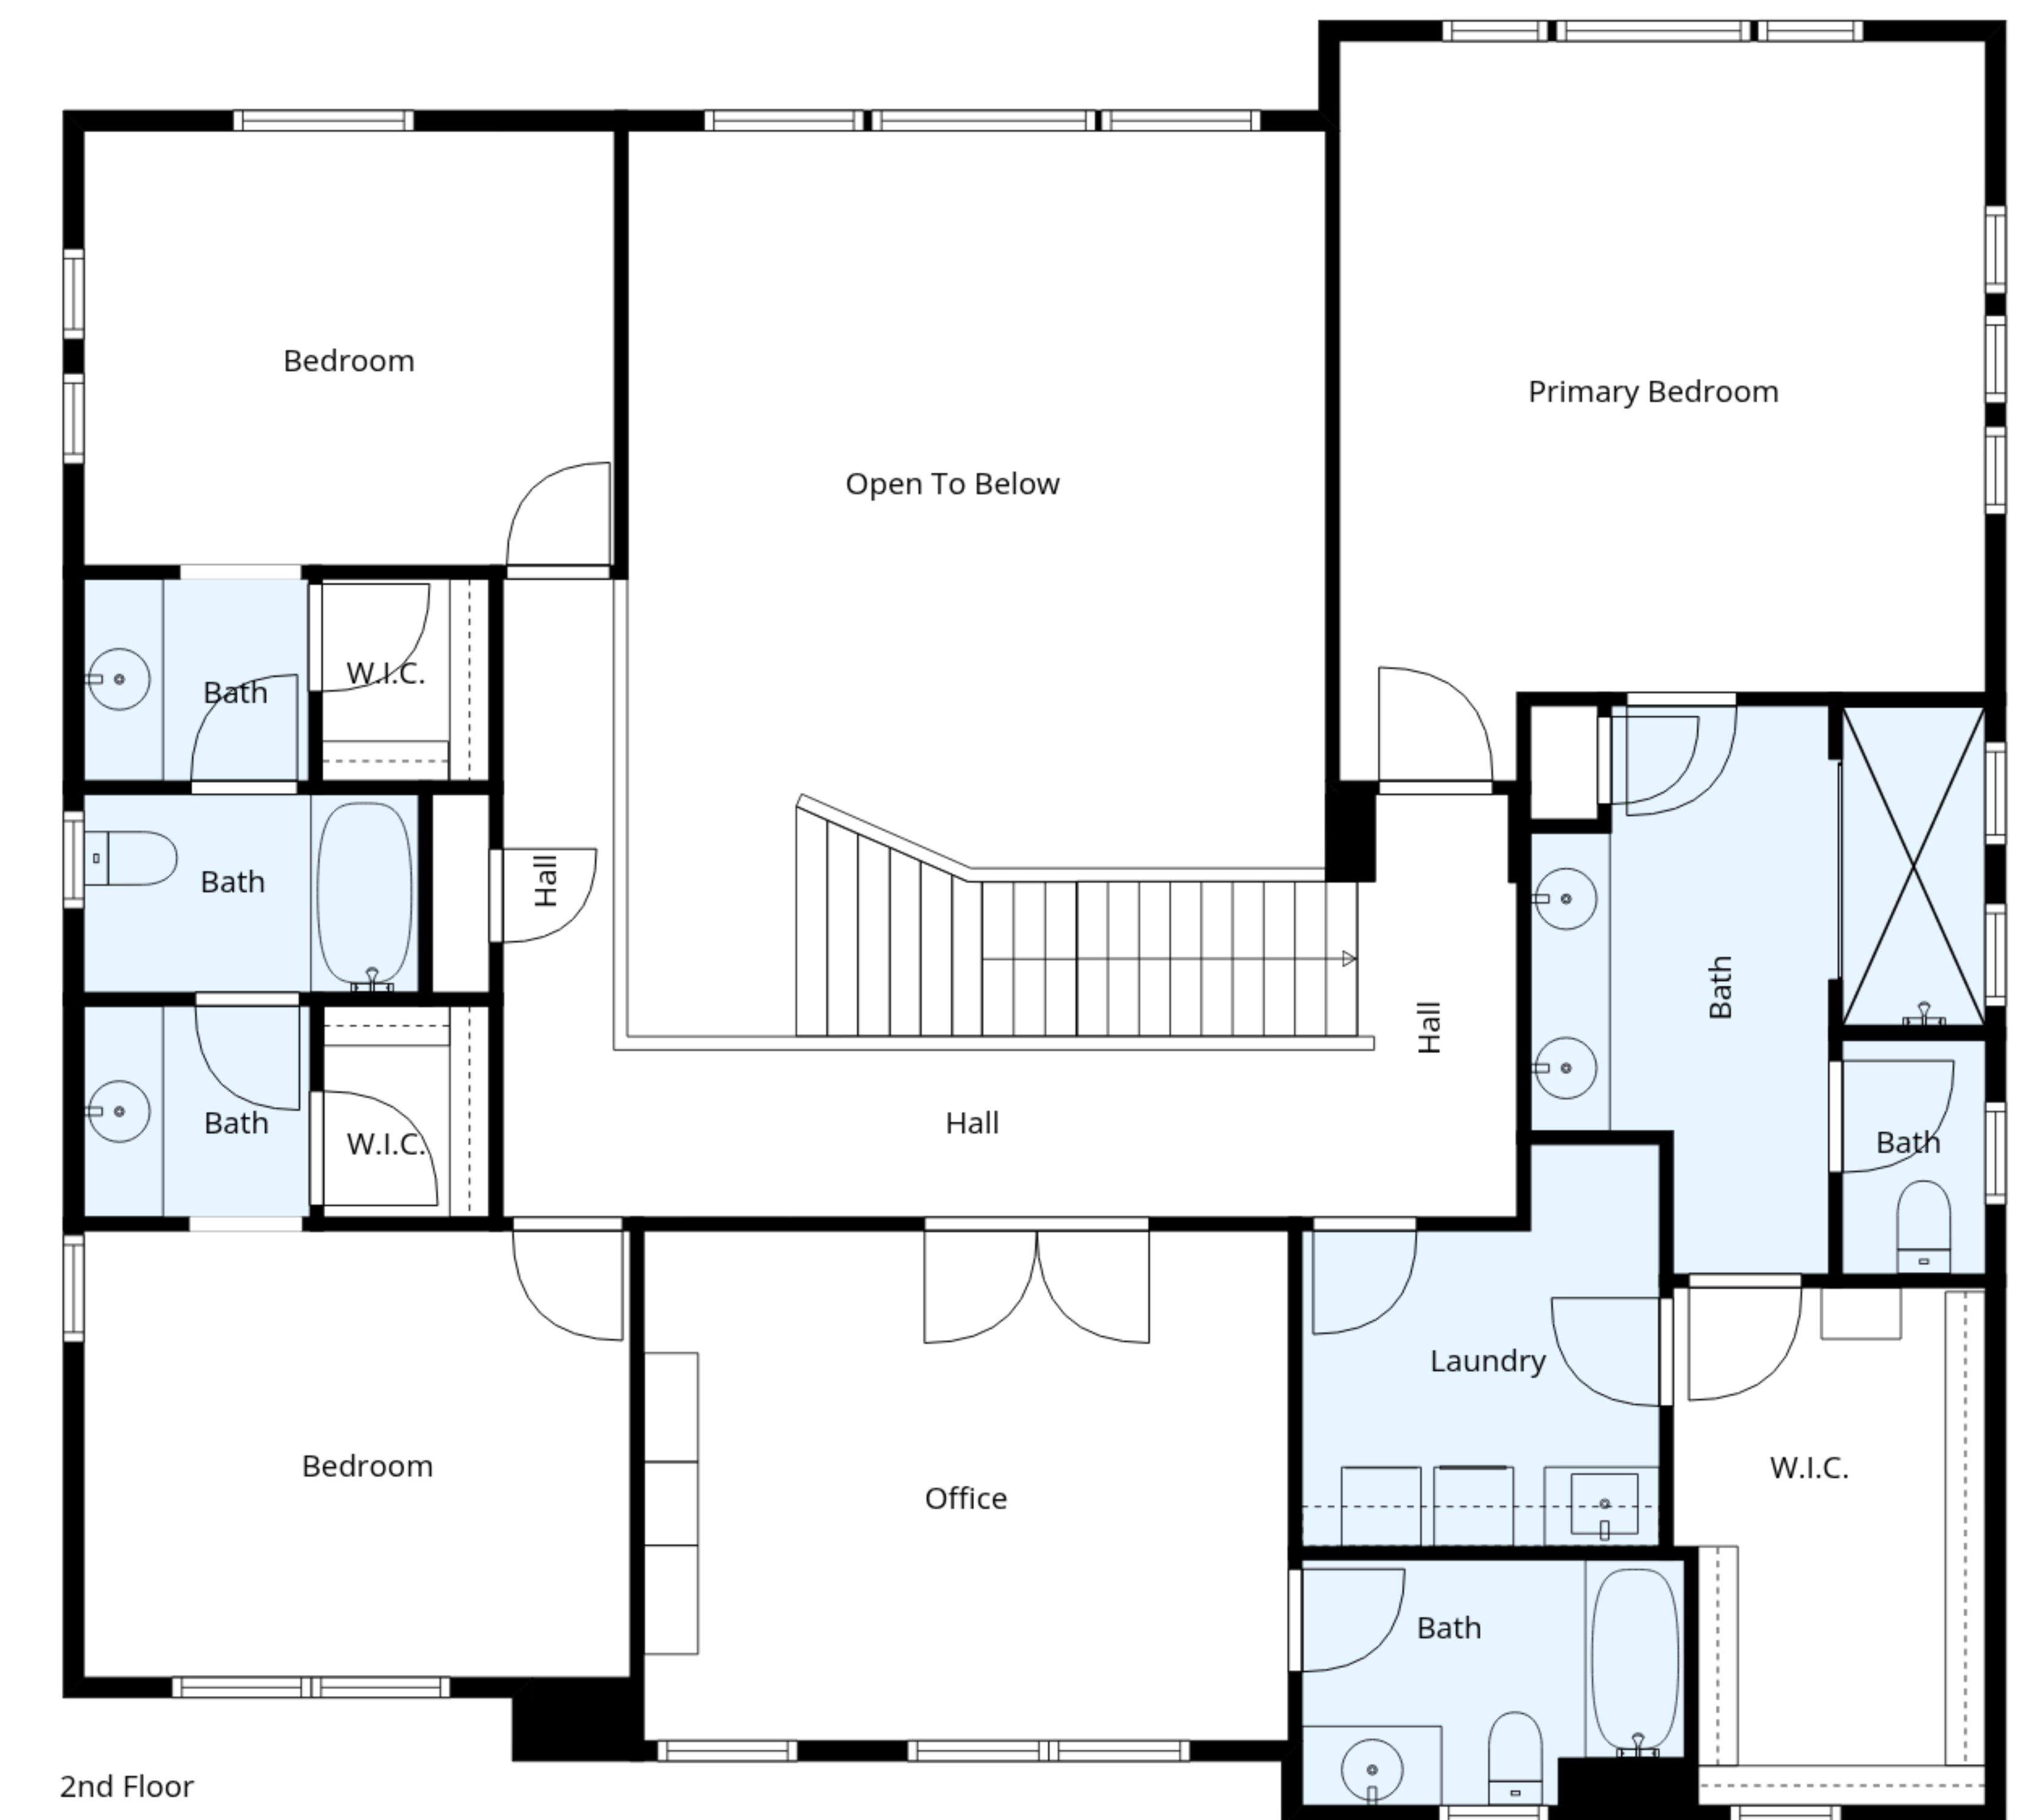 Bedroom
Primary Bedroom
Open To Below
W.I.C.
Bath
Bath
Hall
Bath
Hall
Bath
Hall
Bath
W.I.C.
Laundry
Bedroom
W.I.C.
Office
Bath
2nd Floor